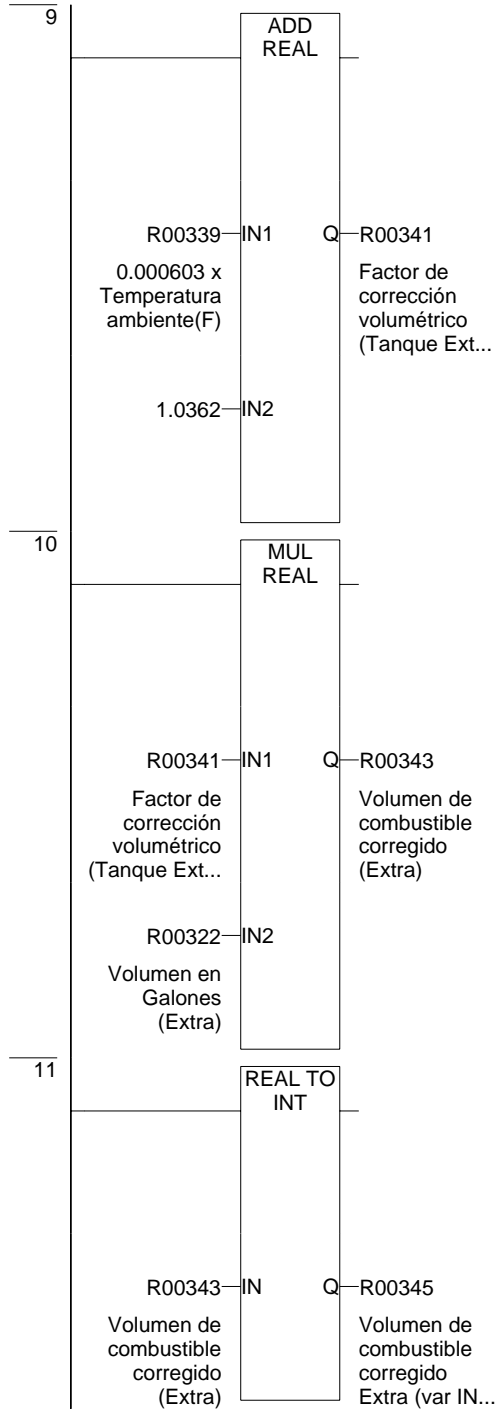 9
ADD
REAL
R00339 IN1 Q R00341
0.000603 x
Temperatura
ambiente(F)
Factor de
corrección
volumétrico
(Tanque Ext...
1.0362 IN2
10
MUL
REAL
R00341 IN1 Q R00343
Factor de
corrección
volumétrico
(Tanque Ext...
Volumen de
combustible
corregido
(Extra)
R00322 IN2
Volumen en
Galones
(Extra)
11
REAL TO
INT
R00343 IN Q R00345
Volumen de
combustible
corregido
(Extra)
Volumen de
combustible
corregido
Extra (var IN...